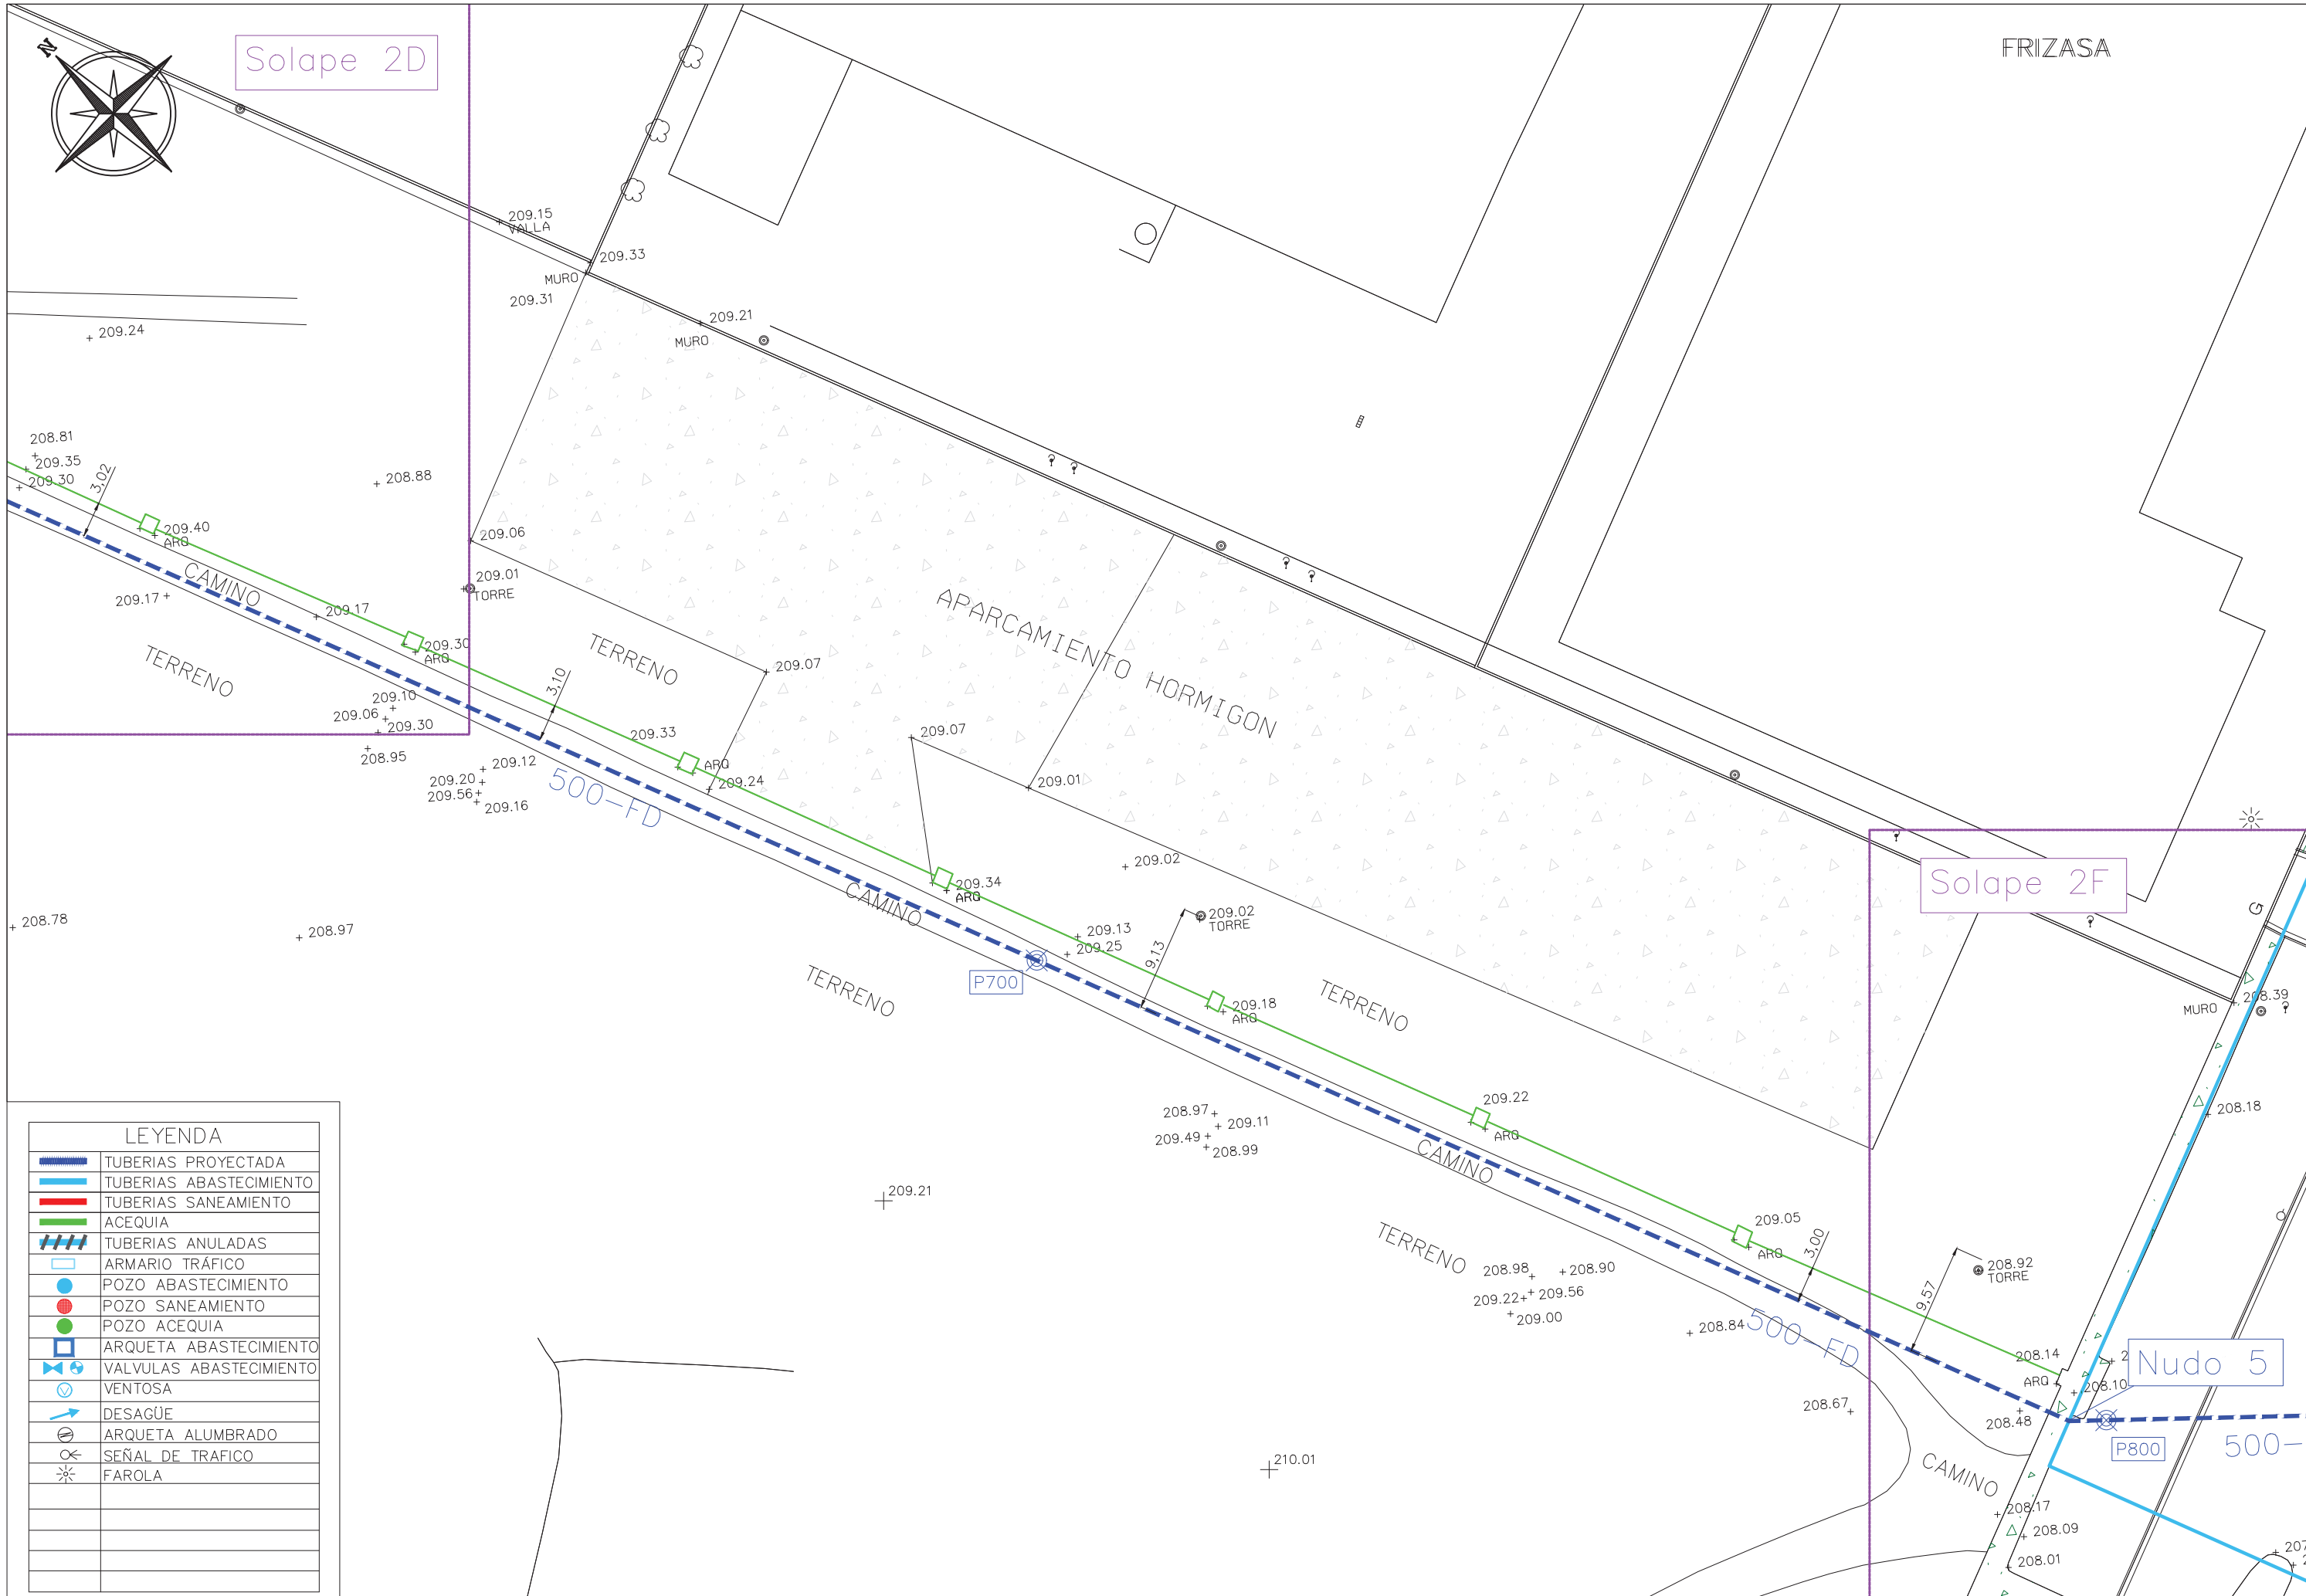 N
Solape 2D
FRIZASA
209.15
VALLA
209.33
MURO
209.31
209.21
MURO
209.24
208.81
209.35
209.30
3,02
208.88
209.40
ARQ
CAMINO
209.17
209.17
209.30
ARQ
TERRENO
209.06
209.01
TORRE
TERRENO
209.07
3,10
APARCAMIENTO HORMIGON
209.10
209.06
209.30
208.95
209.33
ARQ
209.24
209.07
209.01
209.12
209.20
209.56
209.16
500-FD
209.02
209.34
ARQ
CAMINO
Solape 2F
G
208.78
208.97
209.02
TORRE
209.13
209.25
9,13
P700
TERRENO
209.18
ARQ
TERRENO
MURO
208.39
208.97
209.11
209.49
208.99
209.22
ARQ
208.18
CAMINO
209.21
209.05
ARQ
3,00
TERRENO
208.98
208.90
209.22
209.56
209.00
208.92
TORRE
9,57
208.84
500-FD
208.14
ARQ
208.10
Nudo 5
208.67
208.48
P800
500-
CAMINO
210.01
208.17
208.09
208.01
207
LEYENDA
TUBERIAS PROYECTADA
TUBERIAS ABASTECIMIENTO
TUBERIAS SANEAMIENTO
ACEQUIA
TUBERIAS ANULADAS
ARMARIO TRÁFICO
POZO ABASTECIMIENTO
POZO SANEAMIENTO
POZO ACEQUIA
ARQUETA ABASTECIMIENTO
VALVULAS ABASTECIMIENTO
VENTOSA
DESAGÜE
ARQUETA ALUMBRADO
SEÑAL DE TRAFICO
FAROLA